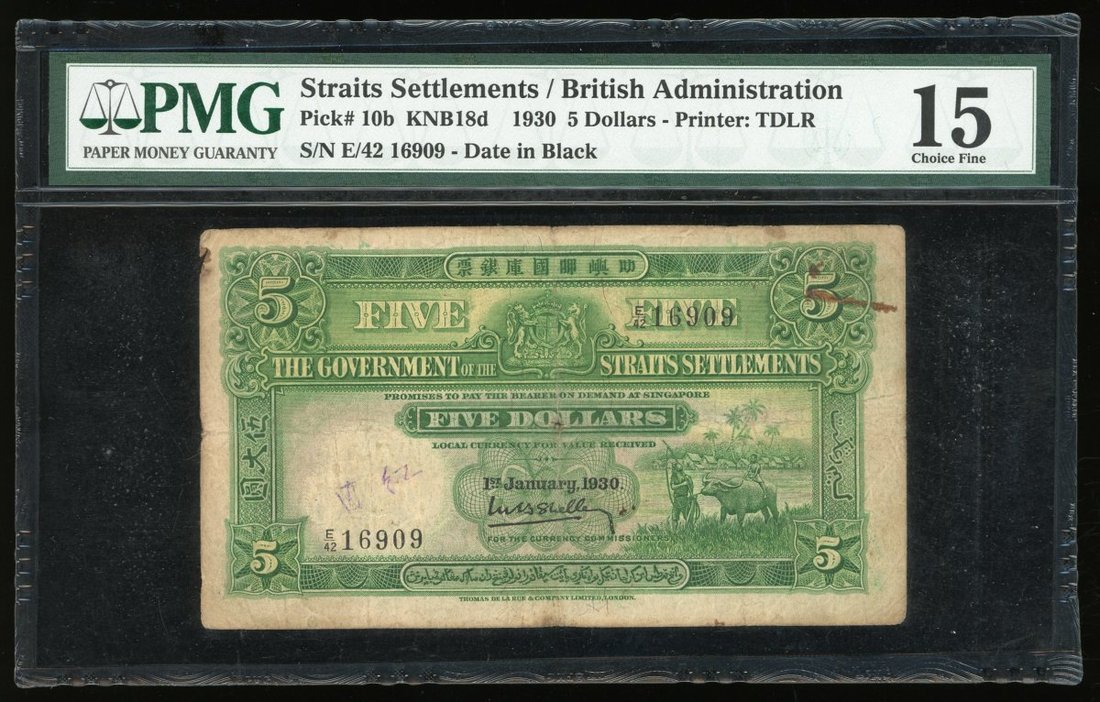 PMG
PAPER MONEY GUARANTY
Straits Settlements / British Administration
Pick# 10b KNB18d 1930 5 Dollars - Printer: TDLR
S/N E/42 16909 - Date in Black
15
Choice Fine
叻嶼呷國庫銀票
5 FIVE FIVE 5
E/42 16909
THE GOVERNMENT OF THE STRAITS SETTLEMENTS
PROMISES TO PAY THE BEARER ON DEMAND AT SINGAPORE
FIVE DOLLARS
LOCAL CURRENCY FOR VALUE RECEIVED
伍大圓
ليم رڠݢيت
1ST January, 1930.
E/42 16909
FOR THE CURRENCY COMMISSIONERS
5 5
THOMAS DE LA RUE & COMPANY LIMITED, LONDON.